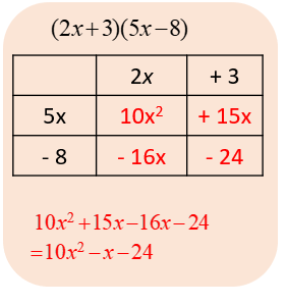 (2x+3)(5x−8)
2x + 3
5x 10x² + 15x
- 8 - 16x - 24
10x²+15x−16x−24
=10x²−x−24